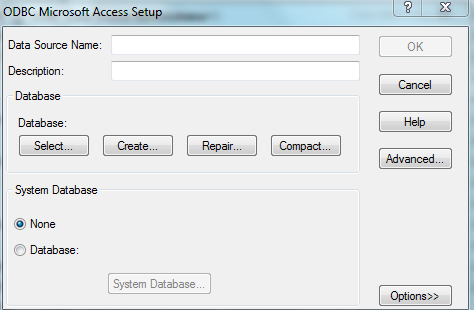 ODBC Microsoft Access Setup
?
Data Source Name:
OK
Description:
Cancel
Database
Database:
Help
Select...
Create...
Repair...
Compact...
Advanced...
System Database
None
Database:
System Database...
Options>>